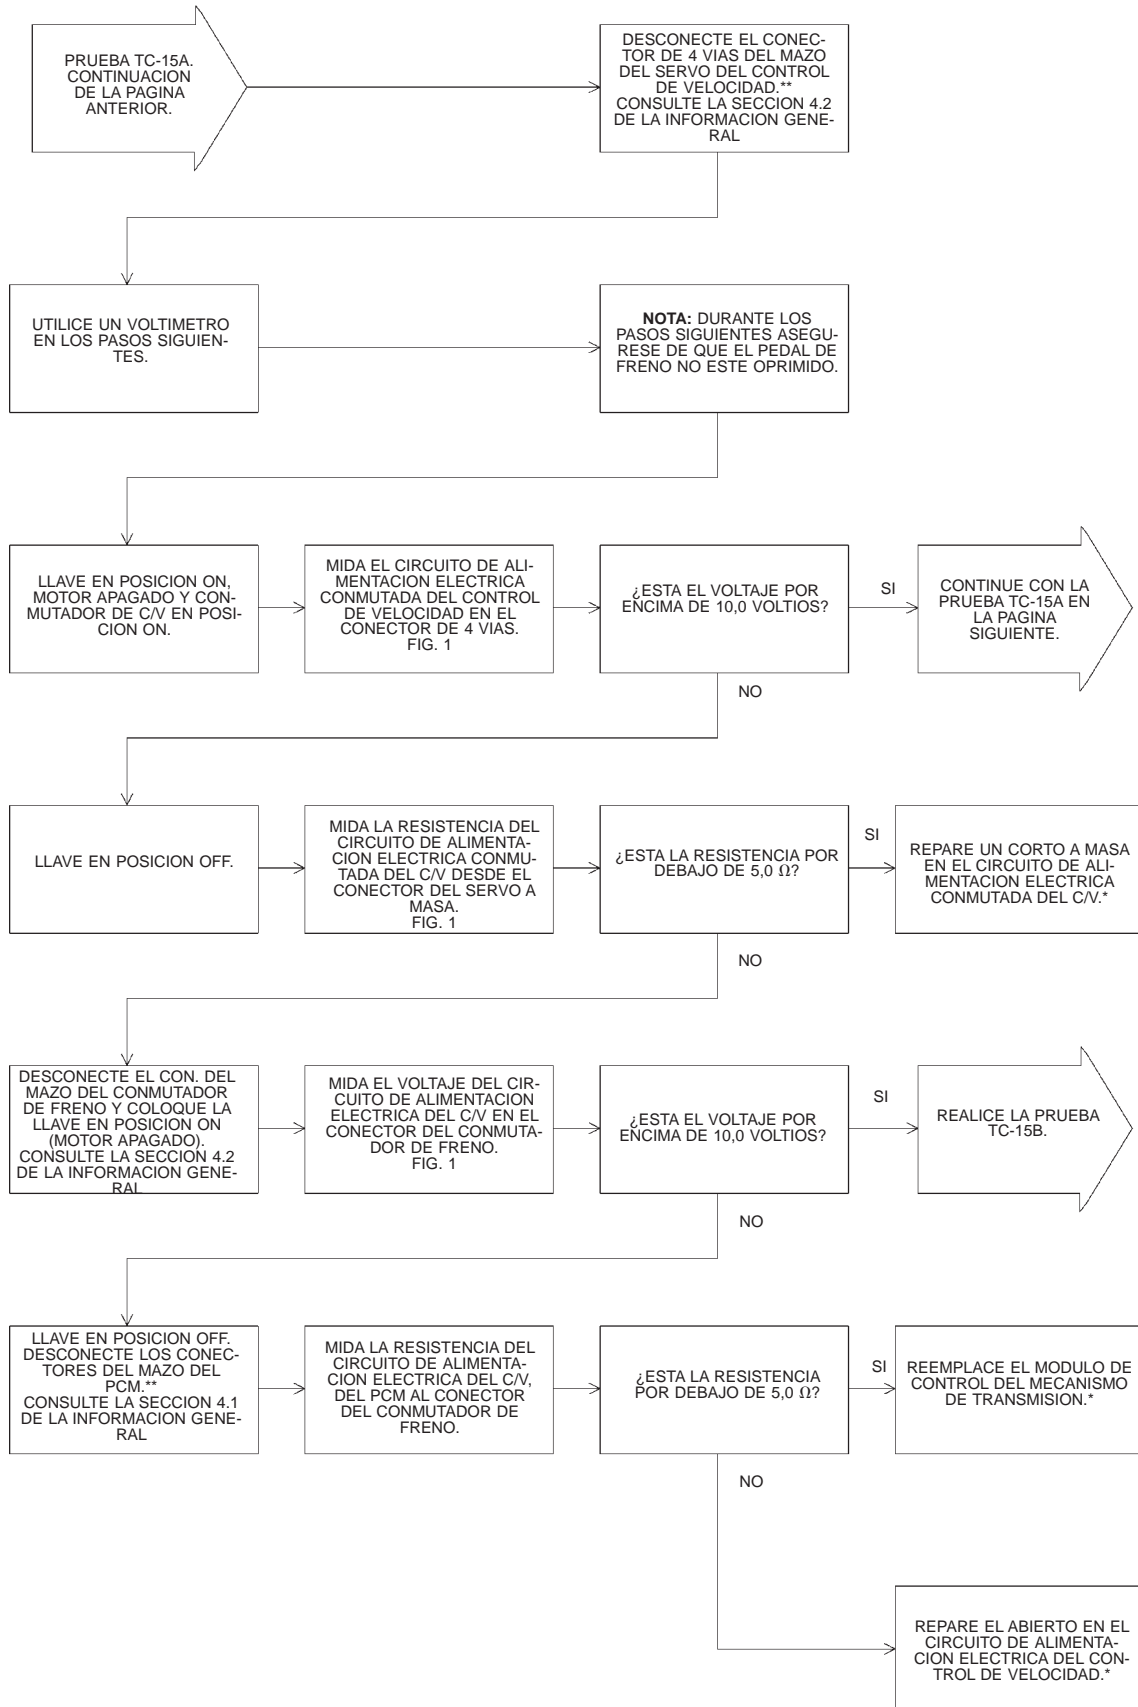 PRUEBA TC-15A.
CONTINUACION
DE LA PAGINA
ANTERIOR.
DESCONECTE EL CONEC-
TOR DE 4 VIAS DEL MAZO
DEL SERVO DEL CONTROL
DE VELOCIDAD.**
CONSULTE LA SECCION 4.2
DE LA INFORMACION GENE-
RAL
UTILICE UN VOLTIMETRO
EN LOS PASOS SIGUIEN-
TES.
NOTA: DURANTE LOS
PASOS SIGUIENTES ASEGU-
RESE DE QUE EL PEDAL DE
FRENO NO ESTE OPRIMIDO.
LLAVE EN POSICION ON,
MOTOR APAGADO Y CON-
MUTADOR DE C/V EN POSI-
CION ON.
MIDA EL CIRCUITO DE ALI-
MENTACION ELECTRICA
CONMUTADA DEL CONTROL
DE VELOCIDAD EN EL
CONECTOR DE 4 VIAS.
FIG. 1
¿ESTA EL VOLTAJE POR
ENCIMA DE 10,0 VOLTIOS?
SI
CONTINUE CON LA
PRUEBA TC-15A EN
LA PAGINA
SIGUIENTE.
NO
LLAVE EN POSICION OFF.
MIDA LA RESISTENCIA DEL
CIRCUITO DE ALIMENTA-
CION ELECTRICA CONMU-
TADA DEL C/V DESDE EL
CONECTOR DEL SERVO A
MASA.
FIG. 1
¿ESTA LA RESISTENCIA POR
DEBAJO DE 5,0 Ω?
SI
REPARE UN CORTO A MASA
EN EL CIRCUITO DE ALI-
MENTACION ELECTRICA
CONMUTADA DEL C/V.*
NO
DESCONECTE EL CON. DEL
MAZO DEL CONMUTADOR
DE FRENO Y COLOQUE LA
LLAVE EN POSICION ON
(MOTOR APAGADO).
CONSULTE LA SECCION 4.2
DE LA INFORMACION GENE-
RAL
MIDA EL VOLTAJE DEL CIR-
CUITO DE ALIMENTACION
ELECTRICA DEL C/V EN EL
CONECTOR DEL CONMUTA-
DOR DE FRENO.
FIG. 1
¿ESTA EL VOLTAJE POR
ENCIMA DE 10,0 VOLTIOS?
SI
REALICE LA PRUEBA
TC-15B.
NO
LLAVE EN POSICION OFF.
DESCONECTE LOS CONEC-
TORES DEL MAZO DEL
PCM.**
CONSULTE LA SECCION 4.1
DE LA INFORMACION GENE-
RAL
MIDA LA RESISTENCIA DEL
CIRCUITO DE ALIMENTA-
CION ELECTRICA DEL C/V,
DEL PCM AL CONECTOR
DEL CONMUTADOR DE
FRENO.
¿ESTA LA RESISTENCIA
POR DEBAJO DE 5,0 Ω?
SI
REEMPLACE EL MODULO DE
CONTROL DEL MECANISMO
DE TRANSMISION.*
NO
REPARE EL ABIERTO EN EL
CIRCUITO DE ALIMENTA-
CION ELECTRICA DEL CON-
TROL DE VELOCIDAD.*